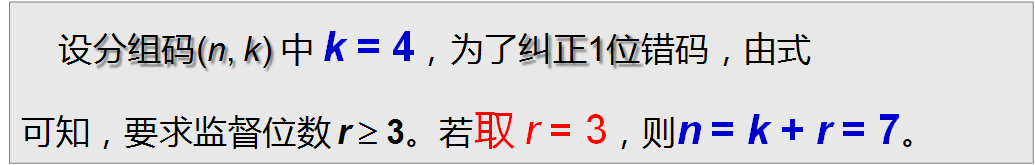 设分组码(n, k) 中 k = 4，为了纠正1位错码，由式
可知，要求监督位数 r ≥ 3。若取 r = 3，则n = k + r = 7。